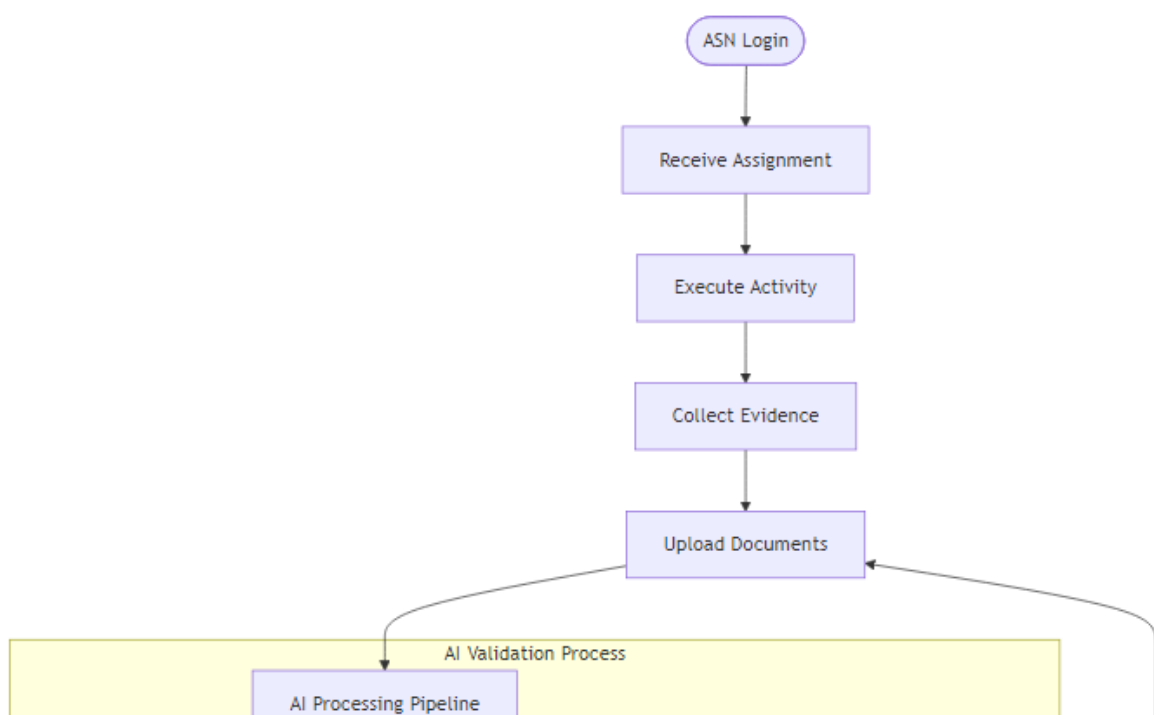 ASN Login
Receive Assignment
Execute Activity
Collect Evidence
Upload Documents
AI Validation Process
AI Processing Pipeline